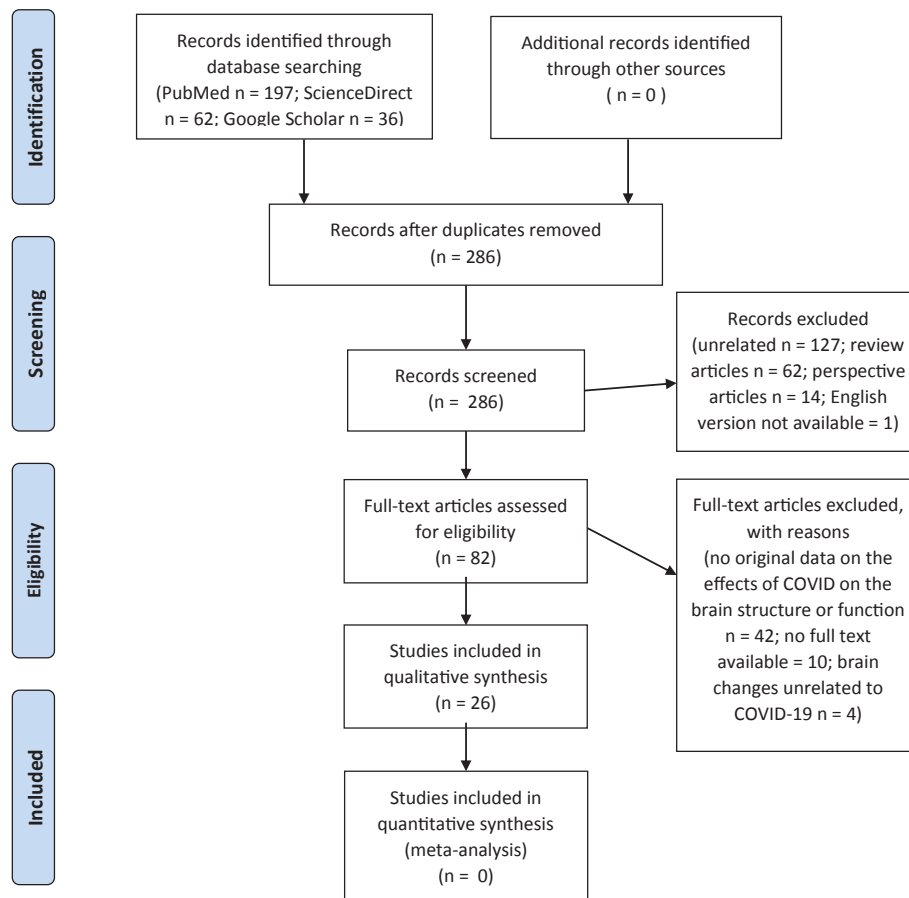 Identification
Records identified through
database searching
(PubMed n = 197; ScienceDirect
n = 62; Google Scholar n = 36)
Additional records identified
through other sources
( n = 0 )
Records after duplicates removed
(n = 286)
Screening
Records screened
(n = 286)
Records excluded
(unrelated n = 127; review
articles n = 62; perspective
articles n = 14; English
version not available = 1)
Eligibility
Full-text articles assessed
for eligibility
(n = 82)
Full-text articles excluded,
with reasons
(no original data on the
effects of COVID on the
brain structure or function
n = 42; no full text
available = 10; brain
changes unrelated to
COVID-19 n = 4)
Studies included in
qualitative synthesis
(n = 26)
Included
Studies included in
quantitative synthesis
(meta-analysis)
(n = 0)